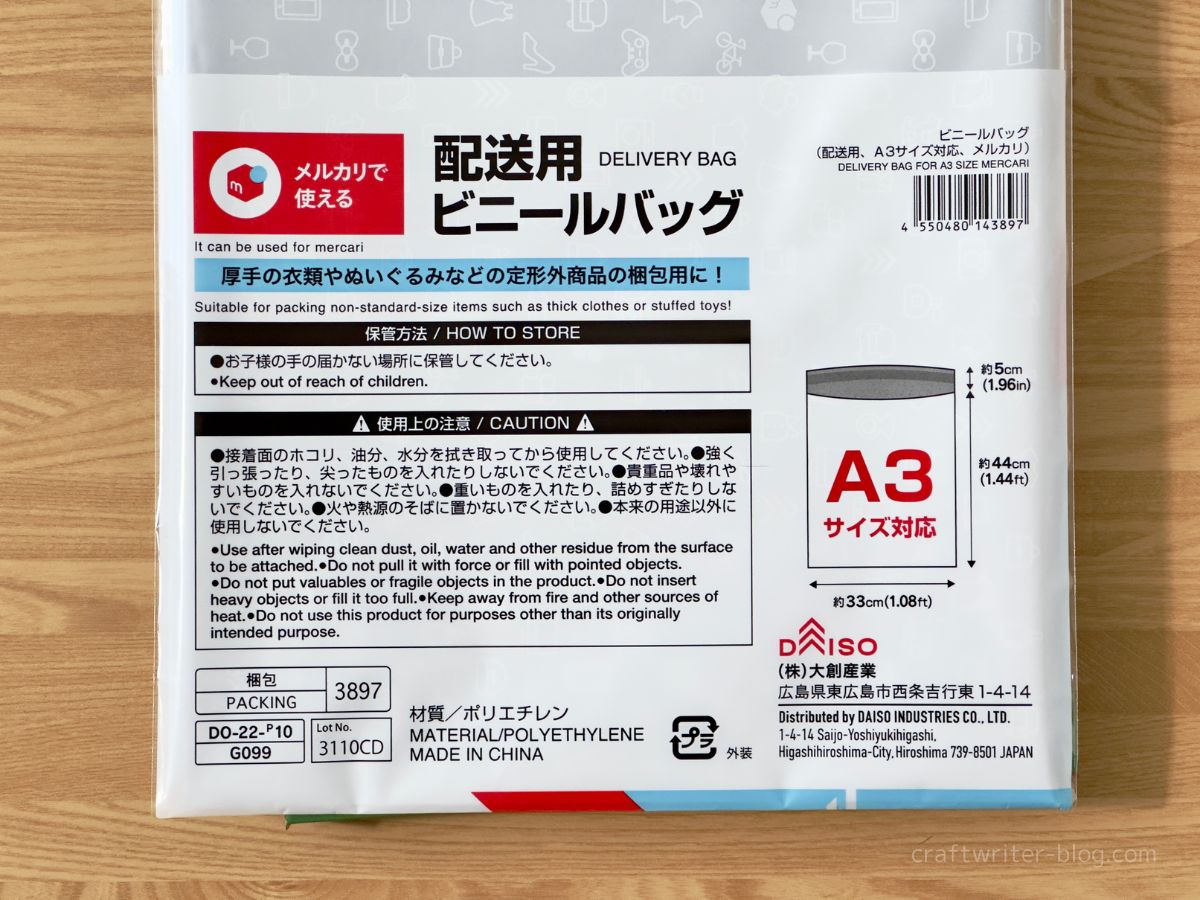 メルカリで
使える
It can be used for mercari
配送用 DELIVERY BAG
ビニールバッグ
ビニールバッグ
(配送用、A3サイズ対応、メルカリ)
DELIVERY BAG FOR A3 SIZE MERCARI
4 550480 143897
厚手の衣類やぬいぐるみなどの定形外商品の梱包用に!
Suitable for packing non-standard-size items such as thick clothes or stuffed toys!
保管方法 / HOW TO STORE
●お子様の手の届かない場所に保管してください。
●Keep out of reach of children.
⚠ 使用上の注意 / CAUTION ⚠
●接着面のホコリ、油分、水分を拭き取ってから使用してください。●強く
引っ張ったり、尖ったものを入れたりしないでください。●貴重品や壊れや
すいものを入れないでください。●重いものを入れたり、詰めすぎたりしな
いでください。●火や熱源のそばに置かないでください。●本来の用途以外に
使用しないでください。
●Use after wiping clean dust, oil, water and other residue from the surface
to be attached.●Do not pull it with force or fill with pointed objects.
●Do not put valuables or fragile objects in the product.●Do not insert
heavy objects or fill it too full.●Keep away from fire and other sources of
heat.●Do not use this product for purposes other than its originally
intended purpose.
約5cm
(1.96in)
約44cm
(1.44ft)
A3
サイズ対応
約33cm(1.08ft)
梱包
PACKING
3897
DO-22-P10
G099
Lot No.
3110CD
材質/ポリエチレン
MATERIAL/POLYETHYLENE
MADE IN CHINA
プラ
外装
DAISO
(株)大創産業
広島県東広島市西条吉行東1-4-14
Distributed by DAISO INDUSTRIES CO., LTD.
1-4-14 Saijo-Yoshiyukihigashi,
Higashihiroshima-City, Hiroshima 739-8501 JAPAN
craftwriter-blog.com